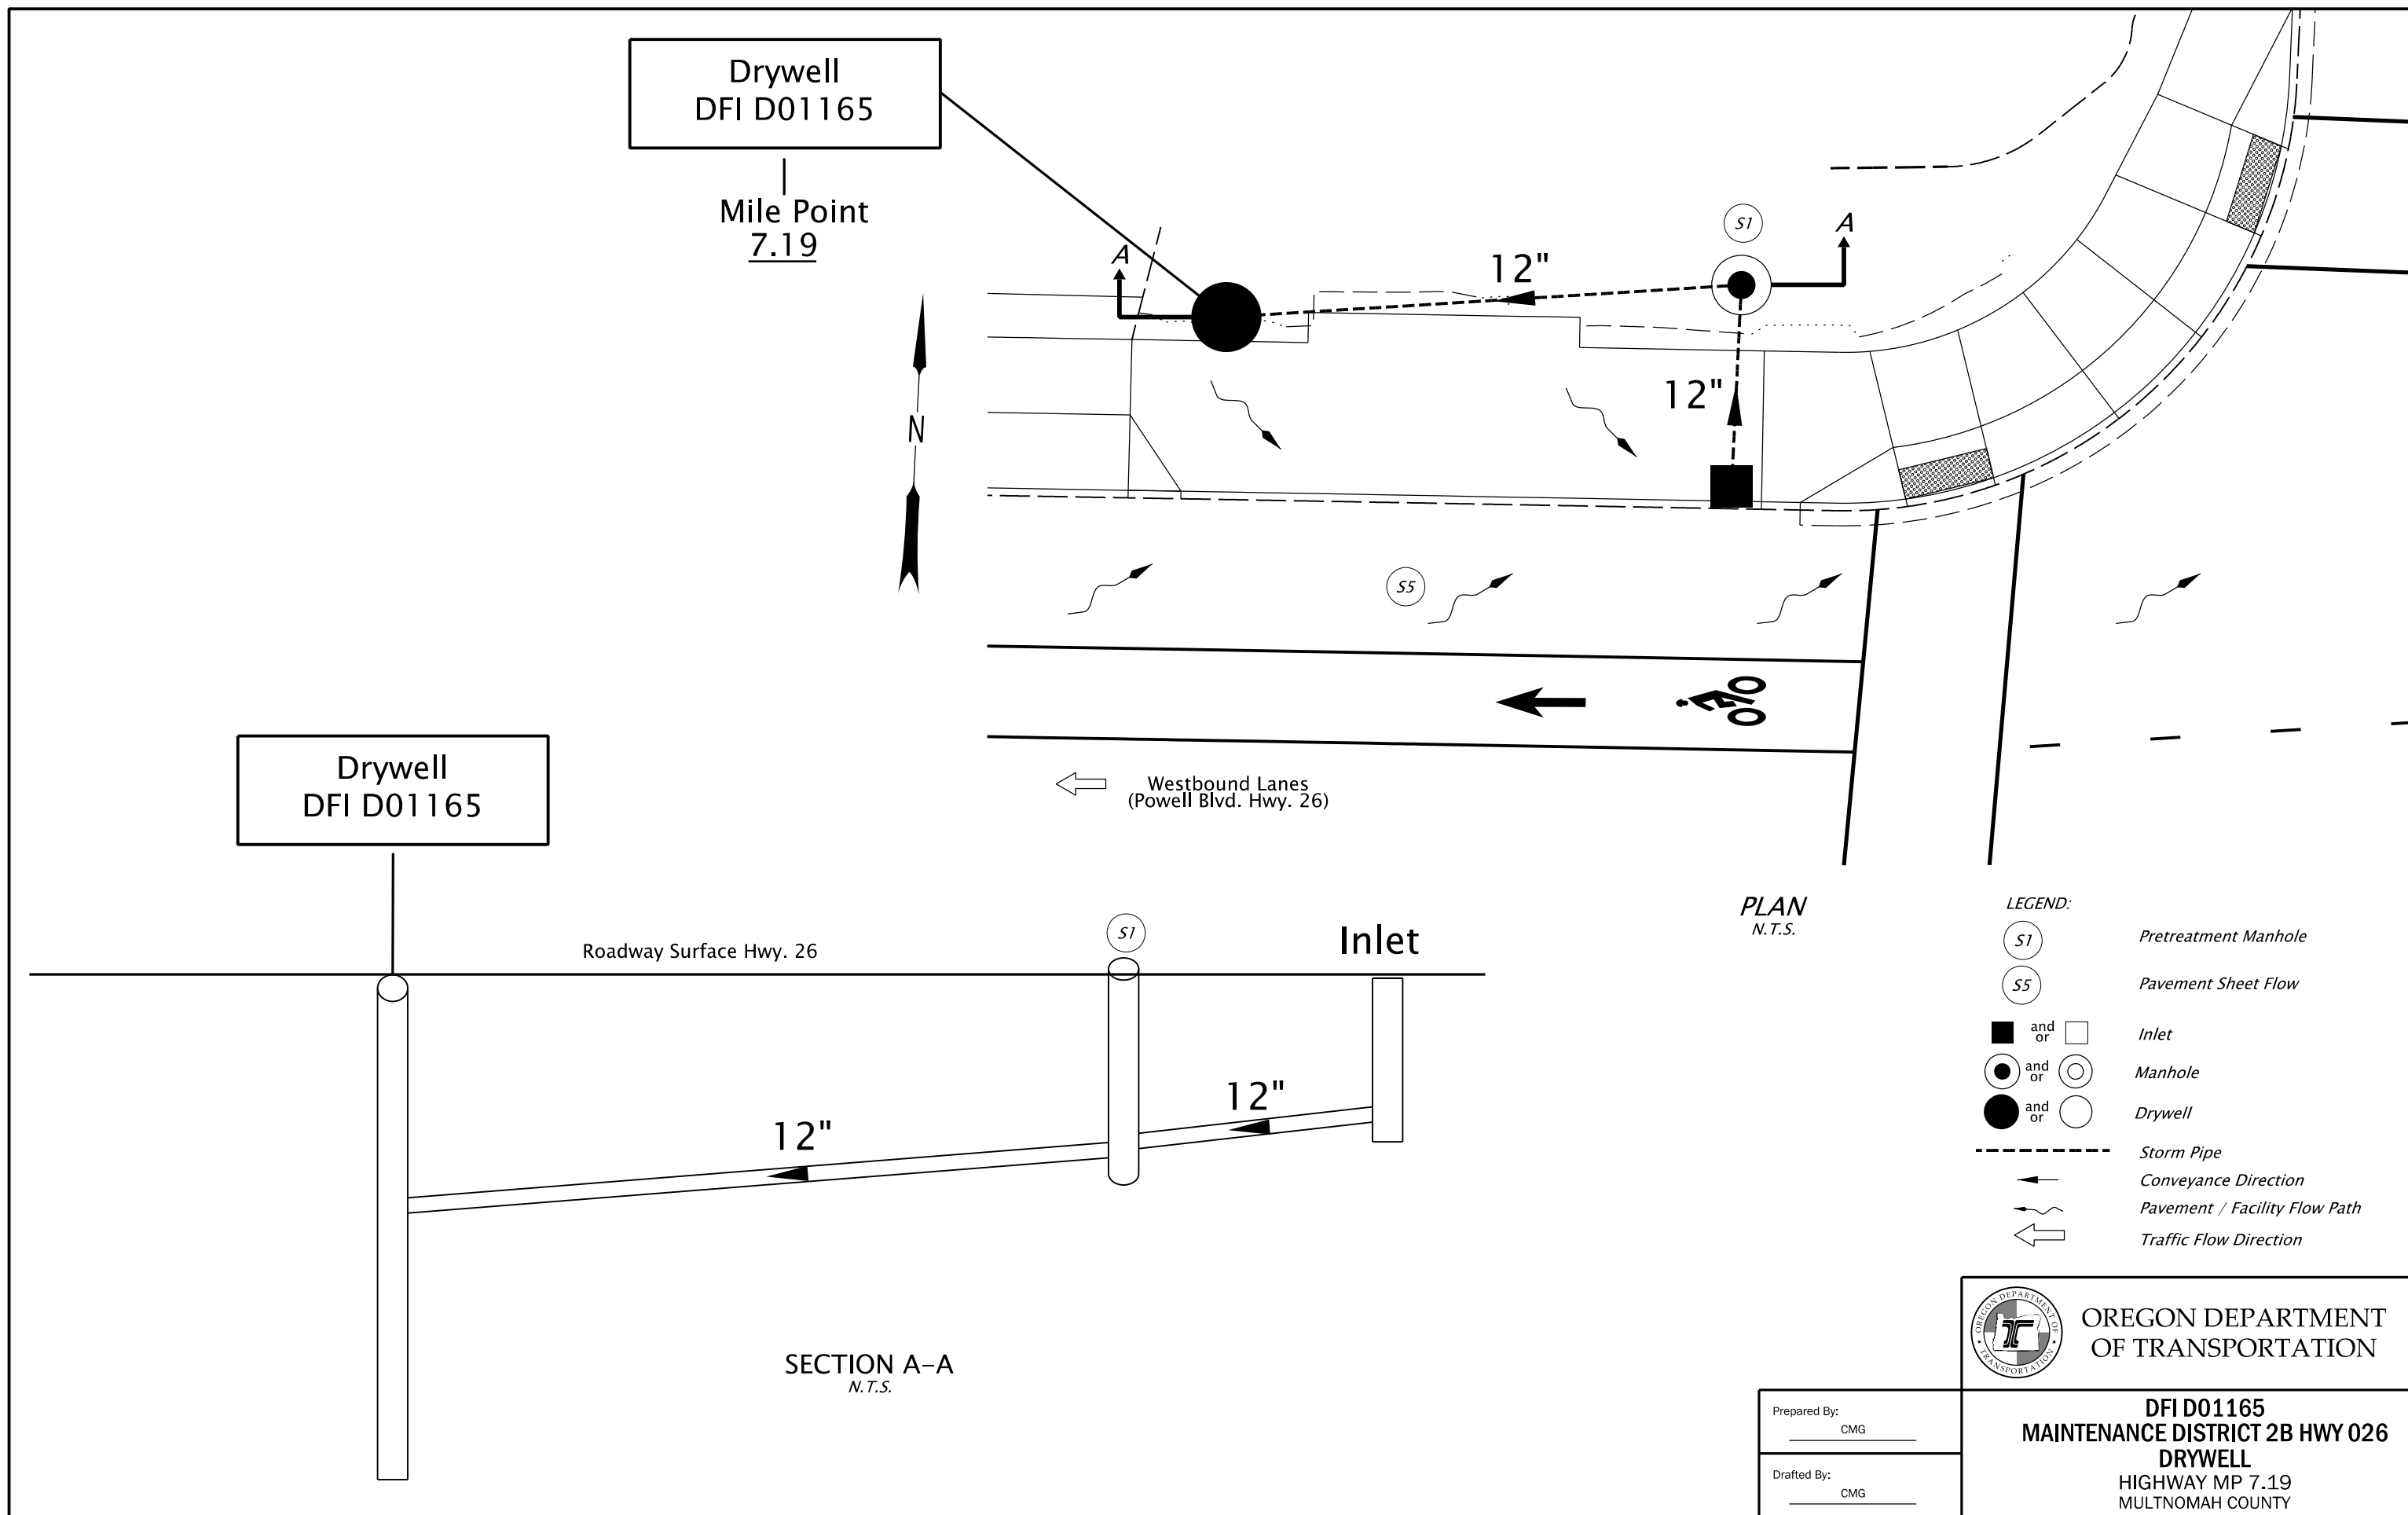 Drywell
DFI D01165
Mile Point
7.19
S1
A
A
12"
12"
N
S5
Westbound Lanes
(Powell Blvd. Hwy. 26)
PLAN
N.T.S.
Drywell
DFI D01165
Roadway Surface Hwy. 26
S1
Inlet
12"
12"
SECTION A-A
N.T.S.
LEGEND:
S1 Pretreatment Manhole
S5 Pavement Sheet Flow
and or Inlet
and or Manhole
and or Drywell
Storm Pipe
Conveyance Direction
Pavement / Facility Flow Path
Traffic Flow Direction
OREGON DEPARTMENT OF TRANSPORTATION
OREGON DEPARTMENT
OF TRANSPORTATION
Prepared By:
CMG
Drafted By:
CMG
DFI D01165
MAINTENANCE DISTRICT 2B HWY 026
DRYWELL
HIGHWAY MP 7.19
MULTNOMAH COUNTY